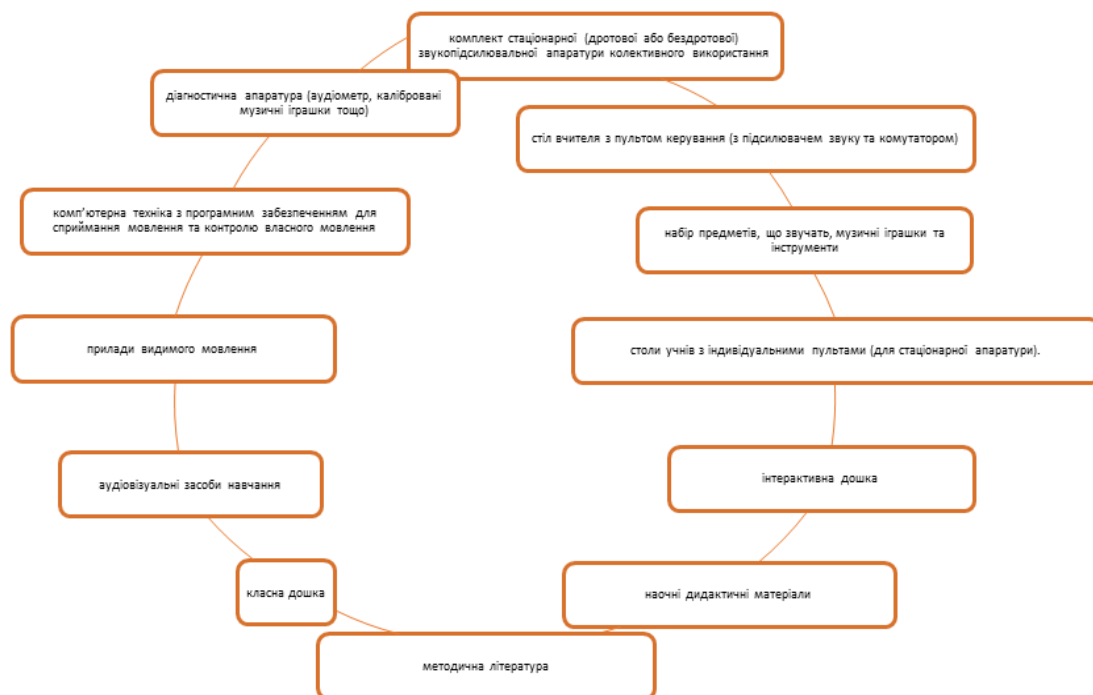 комплект стаціонарної (дротової або бездротової)
звукопідсилювальної апаратури колективного використання
стіл вчителя з пультом керування (з підсилювачем звуку та комутатором)
набір предметів, що звучать, музичні іграшки та
інструменти
столи учнів з індивідуальними пультами (для стаціонарної апаратури).
інтерактивна дошка
наочні дидактичні матеріали
методична література
класна дошка
аудіовізуальні засоби навчання
прилади видимого мовлення
комп’ютерна техніка з програмним забезпеченням для
сприймання мовлення та контролю власного мовлення
діагностична апаратура (аудіометр, калібровані
музичні іграшки тощо)